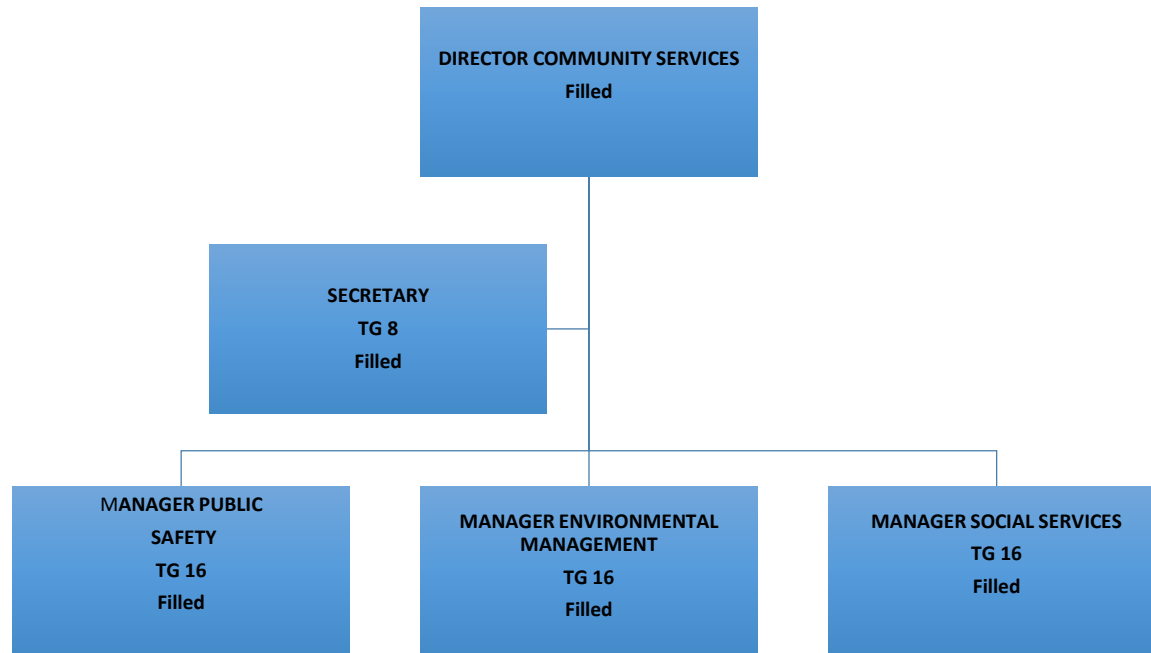 DIRECTOR COMMUNITY SERVICES
Filled
SECRETARY
TG 8
Filled
MANAGER PUBLIC
SAFETY
TG 16
Filled
MANAGER ENVIRONMENTAL
MANAGEMENT
TG 16
Filled
MANAGER SOCIAL SERVICES
TG 16
Filled